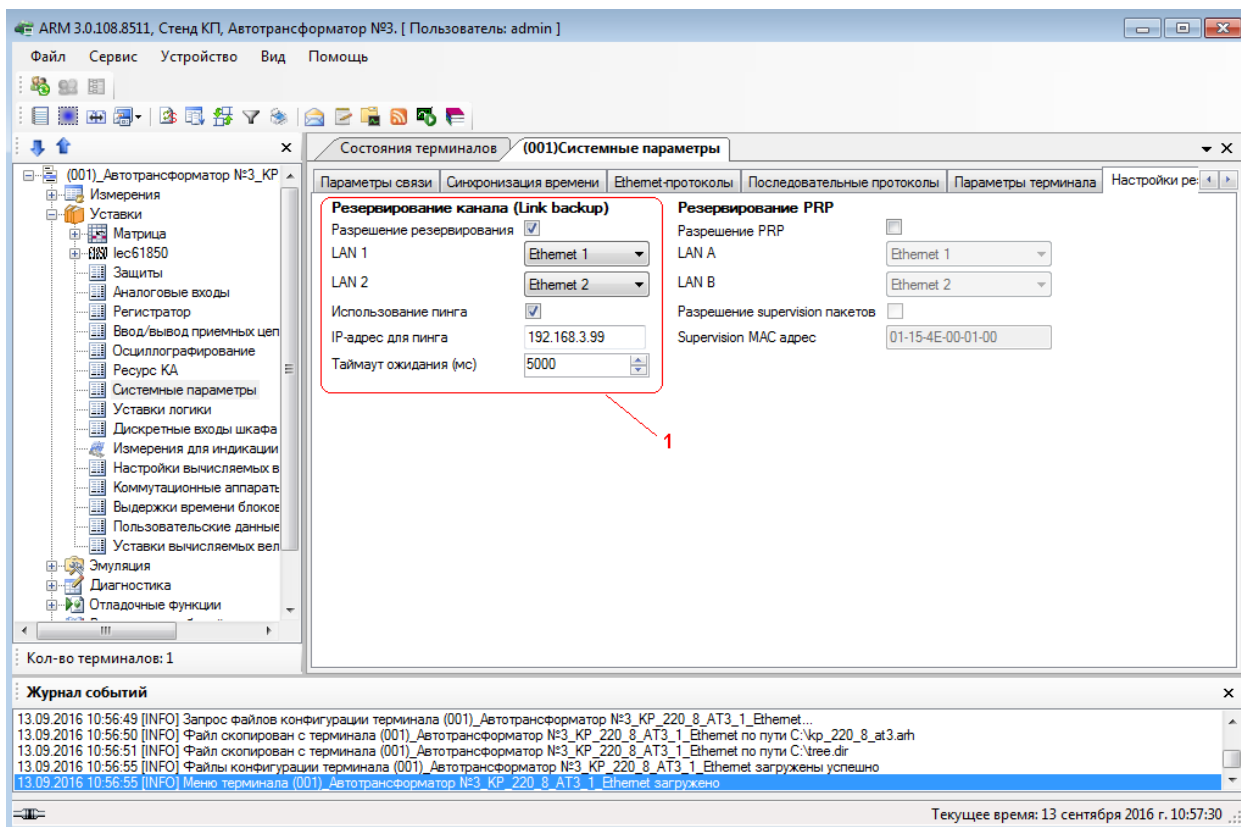 ARM 3.0.108.8511, Стенд КП, Автотрансформатор №3. [ Пользователь: admin ]
Файл Сервис Устройство Вид Помощь
Состояния терминалов (001)Системные параметры
Параметры связи Синхронизация времени Ethernet-протоколы Последовательные протоколы Параметры терминала Настройки ре
(001)_Автотрансформатор №3_КР
Измерения
Уставки
Матрица
Iec61850
Защиты
Аналоговые входы
Регистратор
Ввод/вывод приемных цеп
Осциллографирование
Ресурс КА
Системные параметры
Уставки логики
Дискретные входы шкафа
Измерения для индикации
Настройки вычисляемых в
Коммутационные аппарать
Выдержки времени блоков
Пользовательские данные
Уставки вычисляемых вел
Эмуляция
Диагностика
Отладочные функции
Кол-во терминалов: 1
Резервирование канала (Link backup)
Разрешение резервирования
LAN 1 Ethernet 1
LAN 2 Ethernet 2
Использование пинга
IP-адрес для пинга 192.168.3.99
Таймаут ожидания (мс) 5000
1
Резервирование PRP
Разрешение PRP
LAN A Ethernet 1
LAN B Ethernet 2
Разрешение supervision пакетов
Supervision MAC адрес 01-15-4E-00-01-00
Журнал событий
13.09.2016 10:56:49 [INFO] Запрос файлов конфигурации терминала (001)_Автотрансформатор №3_KP_220_8_AT3_1_Ethernet...
13.09.2016 10:56:50 [INFO] Файл скопирован с терминала (001)_Автотрансформатор №3_KP_220_8_AT3_1_Ethernet по пути C:\kp_220_8_at3.arh
13.09.2016 10:56:51 [INFO] Файл скопирован с терминала (001)_Автотрансформатор №3_KP_220_8_AT3_1_Ethernet по пути C:\tree.dir
13.09.2016 10:56:55 [INFO] Файлы конфигурации терминала (001)_Автотрансформатор №3_KP_220_8_AT3_1_Ethernet загружены успешно
13.09.2016 10:56:55 [INFO] Меню терминала (001)_Автотрансформатор №3_KP_220_8_AT3_1_Ethernet загружено
Текущее время: 13 сентября 2016 г. 10:57:30